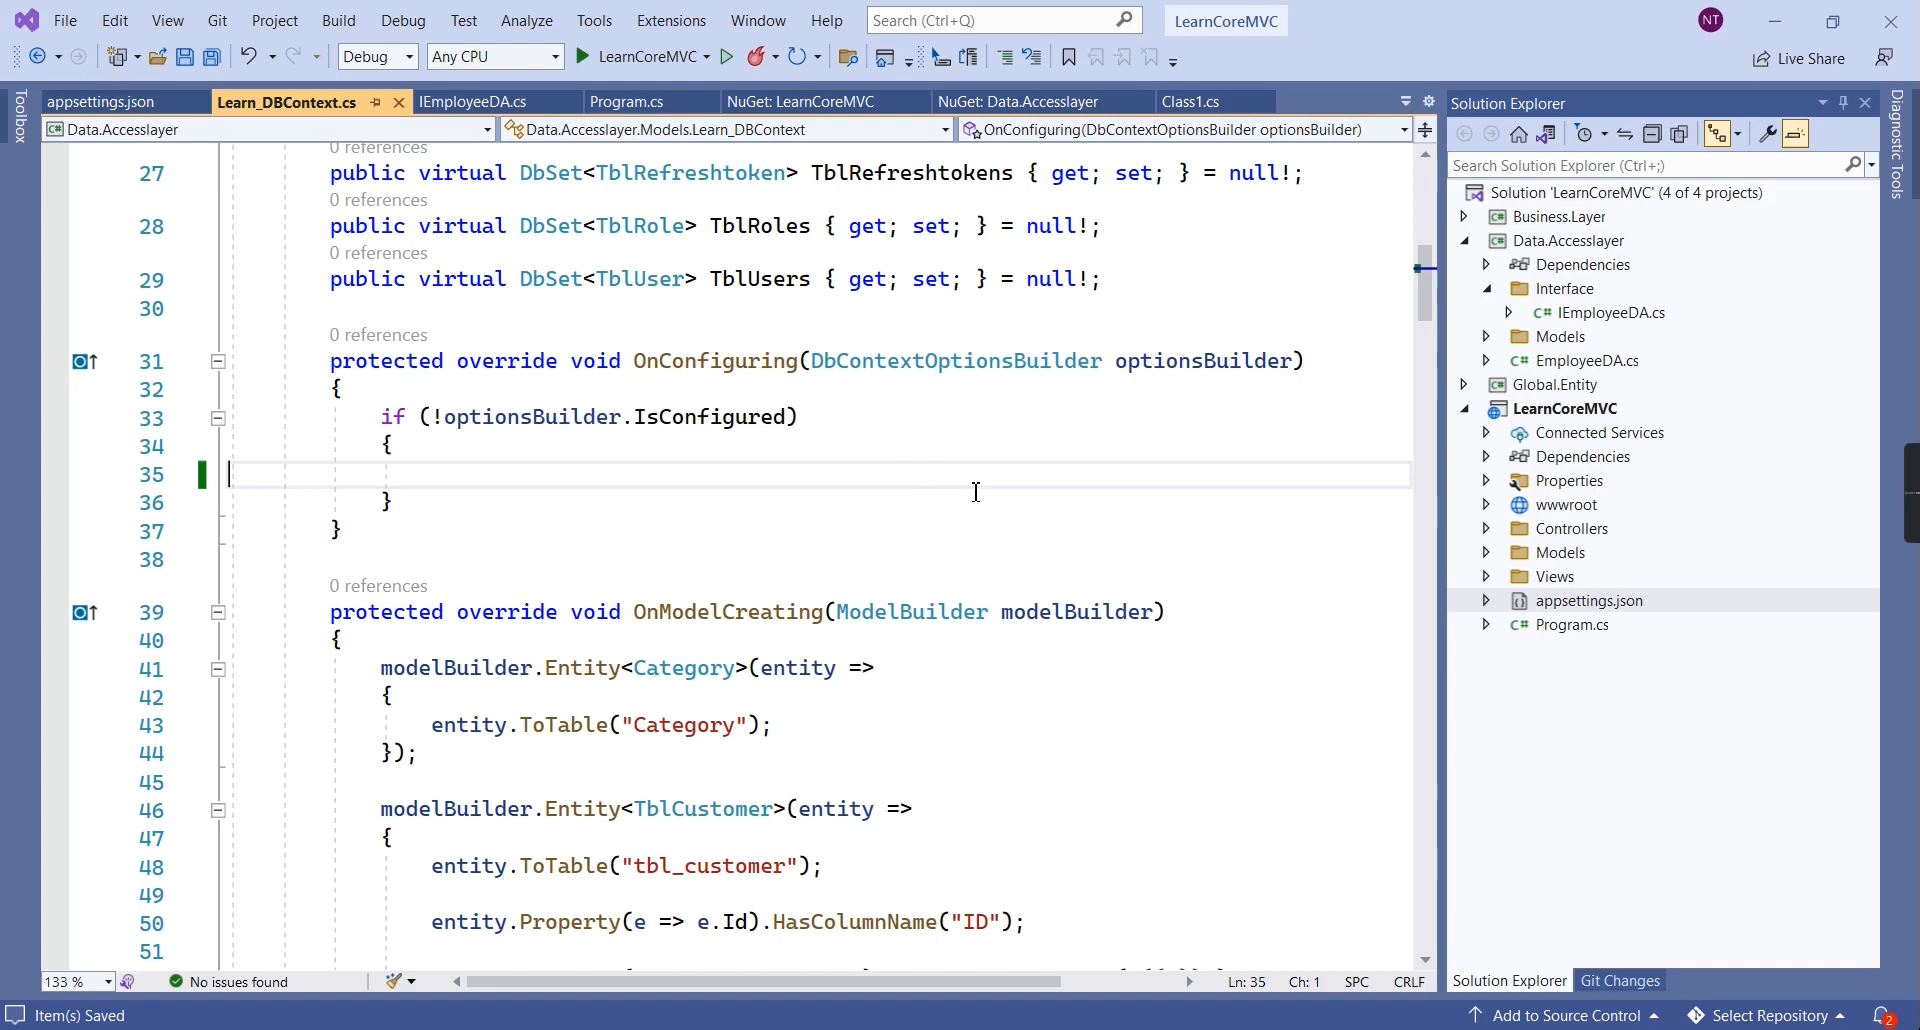 File Edit View Git Project Build Debug Test Analyze Tools Extensions Window Help Search (Ctrl+Q) LearnCoreMVC NT
Debug Any CPU LearnCoreMVC Live Share
Toolbox
appsettings.json Learn_DBContext.cs IEmployeeDA.cs Program.cs NuGet: LearnCoreMVC NuGet: Data.Accesslayer Class1.cs
C# Data.Accesslayer Data.Accesslayer.Models.Learn_DBContext OnConfiguring(DbContextOptionsBuilder optionsBuilder)
0 references
27 public virtual DbSet<TblRefreshtoken> TblRefreshtokens { get; set; } = null!;
0 references
28 public virtual DbSet<TblRole> TblRoles { get; set; } = null!;
0 references
29 public virtual DbSet<TblUser> TblUsers { get; set; } = null!;
30
0 references
31 protected override void OnConfiguring(DbContextOptionsBuilder optionsBuilder)
32 {
33 if (!optionsBuilder.IsConfigured)
34 {
35
36 }
37 }
38
0 references
39 protected override void OnModelCreating(ModelBuilder modelBuilder)
40 {
41 modelBuilder.Entity<Category>(entity =>
42 {
43 entity.ToTable("Category");
44 });
45
46 modelBuilder.Entity<TblCustomer>(entity =>
47 {
48 entity.ToTable("tbl_customer");
49
50 entity.Property(e => e.Id).HasColumnName("ID");
51
133 % No issues found Ln: 35 Ch: 1 SPC CRLF
Solution Explorer
Search Solution Explorer (Ctrl+;)
Solution 'LearnCoreMVC' (4 of 4 projects)
C# Business.Layer
C# Data.Accesslayer
Dependencies
Interface
C# IEmployeeDA.cs
Models
C# EmployeeDA.cs
C# Global.Entity
LearnCoreMVC
Connected Services
Dependencies
Properties
wwwroot
Controllers
Models
Views
appsettings.json
C# Program.cs
Solution Explorer Git Changes
Diagnostic Tools
Item(s) Saved Add to Source Control Select Repository 2